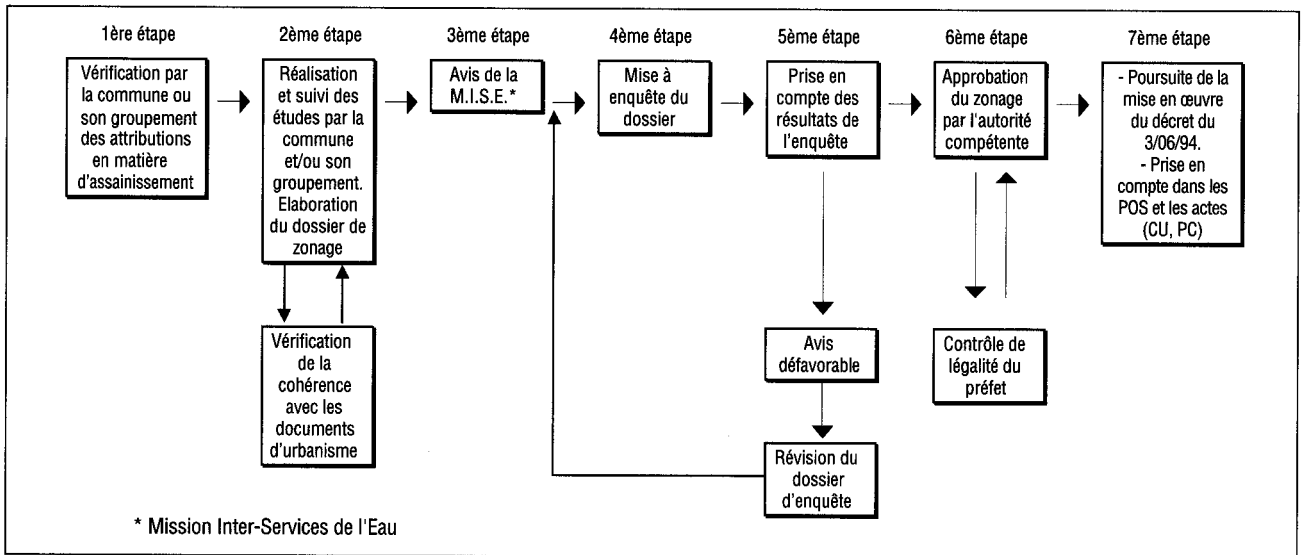 1ère étape
Vérification par
la commune ou
son groupement
des attributions
en matière
d'assainissement
2ème étape
Réalisation
et suivi des
études par la
commune
et/ou son
groupement.
Elaboration
du dossier de
zonage
Vérification
de la
cohérence
avec les
documents
d'urbanisme
3ème étape
Avis de la
M.I.S.E.*
4ème étape
Mise à
enquête du
dossier
5ème étape
Prise en
compte des
résultats de
l'enquête
Avis
défavorable
Révision du
dossier
d'enquête
6ème étape
Approbation
du zonage
par l'autorité
compétente
Contrôle de
légalité du
préfet
7ème étape
- Poursuite de la
mise en œuvre
du décret du
3/06/94.
- Prise en
compte dans les
POS et les actes
(CU, PC)
* Mission Inter-Services de l'Eau